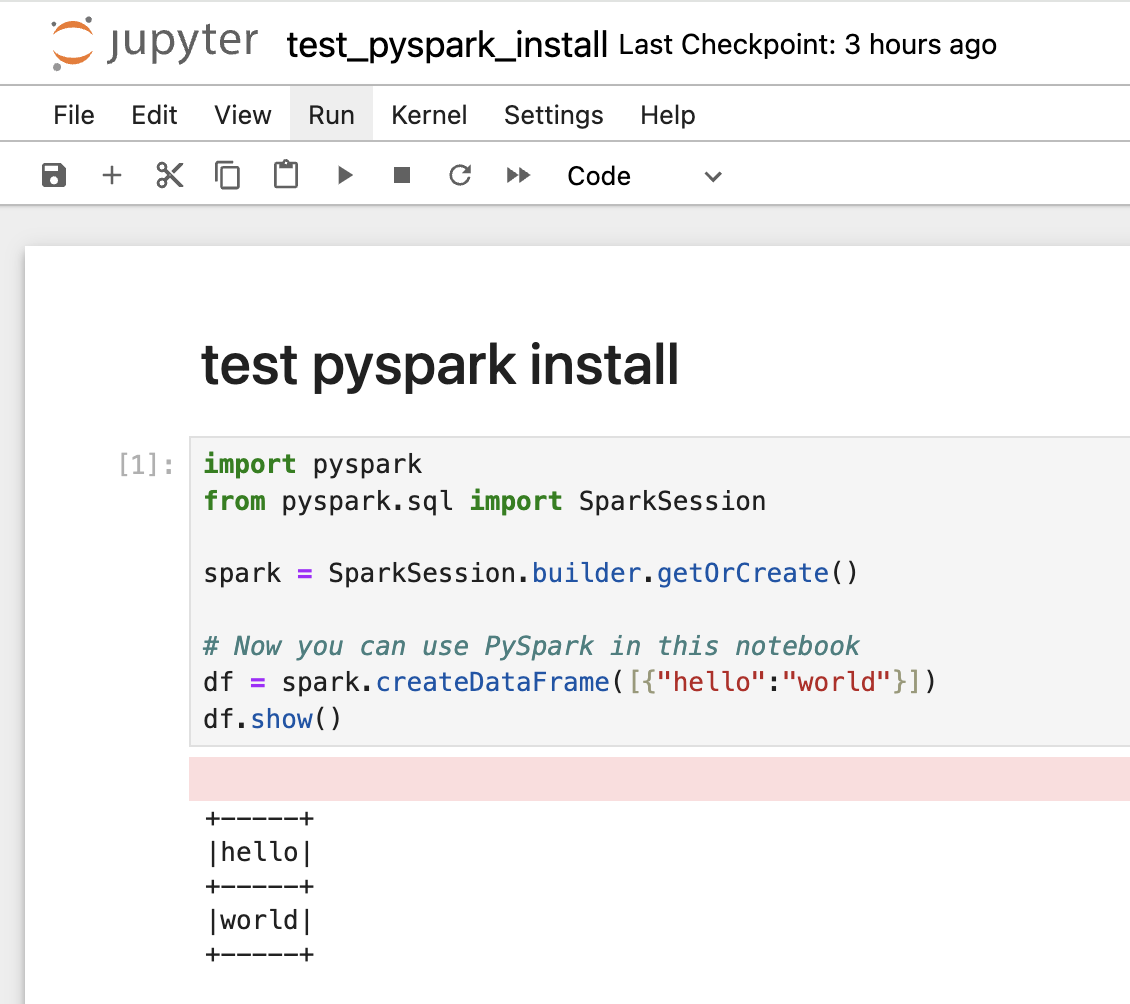 jupyter test_pyspark_install Last Checkpoint: 3 hours ago
File Edit View Run Kernel Settings Help
Code
test pyspark install
[1]: import pyspark
from pyspark.sql import SparkSession
spark = SparkSession.builder.getOrCreate()
# Now you can use PySpark in this notebook
df = spark.createDataFrame([{"hello":"world"}])
df.show()
+-----+
|hello|
+-----+
|world|
+-----+